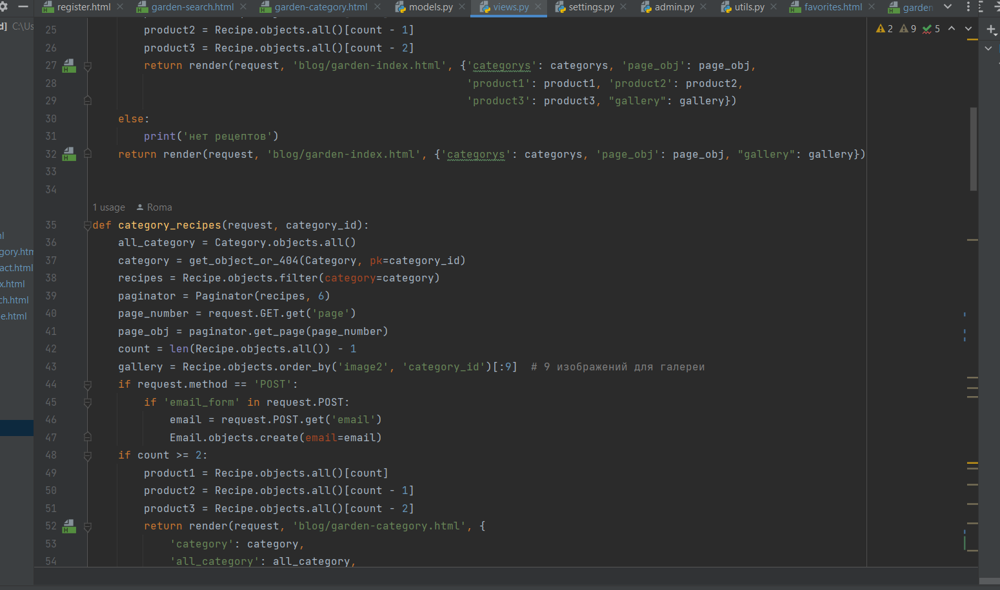 register.html garden-search.html garden-category.html models.py views.py settings.py admin.py utils.py favorites.html garden
d] C:\Us
2 9 5
25 product2 = Recipe.objects.all()[count - 1]
26 product3 = Recipe.objects.all()[count - 2]
27 return render(request, 'blog/garden-index.html', {'categorys': categorys, 'page_obj': page_obj,
28 'product1': product1, 'product2': product2,
29 'product3': product3, "gallery": gallery})
30 else:
31 print('нет рецептов')
32 return render(request, 'blog/garden-index.html', {'categorys': categorys, 'page_obj': page_obj, "gallery": gallery})
33
34
1 usage Roma
35 def category_recipes(request, category_id):
36 all_category = Category.objects.all()
37 category = get_object_or_404(Category, pk=category_id)
38 recipes = Recipe.objects.filter(category=category)
39 paginator = Paginator(recipes, 6)
40 page_number = request.GET.get('page')
41 page_obj = paginator.get_page(page_number)
42 count = len(Recipe.objects.all()) - 1
43 gallery = Recipe.objects.order_by('image2', 'category_id')[:9] # 9 изображений для галереи
44 if request.method == 'POST':
45 if 'email_form' in request.POST:
46 email = request.POST.get('email')
47 Email.objects.create(email=email)
48 if count >= 2:
49 product1 = Recipe.objects.all()[count]
50 product2 = Recipe.objects.all()[count - 1]
51 product3 = Recipe.objects.all()[count - 2]
52 return render(request, 'blog/garden-category.html', {
53 'category': category,
54 'all_category': all_category,
ml
gory.htm
act.html
x.html
ch.html
e.html